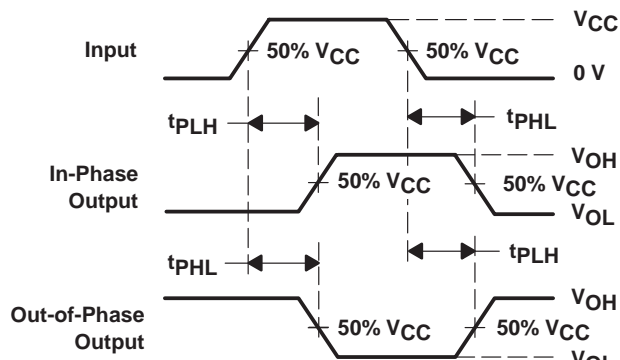 VCC
Input
50% VCC
50% VCC
0 V
tPLH
tPHL
VOH
In-Phase
Output
50% VCC
50% VCC
VOL
tPHL
tPLH
VOH
Out-of-Phase
Output
50% VCC
50% VCC
VOL